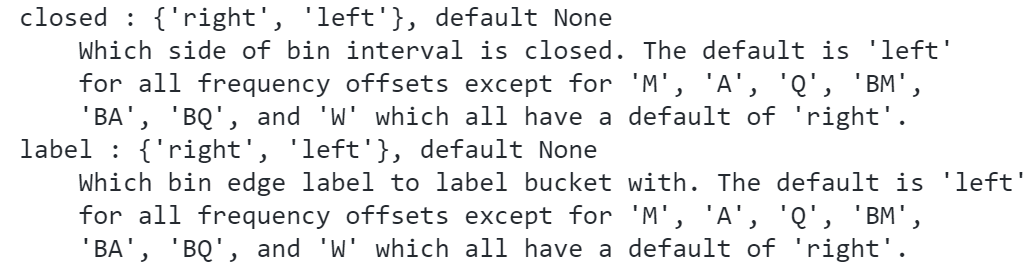 closed : {'right', 'left'}, default None
    Which side of bin interval is closed. The default is 'left'
    for all frequency offsets except for 'M', 'A', 'Q', 'BM',
    'BA', 'BQ', and 'W' which all have a default of 'right'.
label : {'right', 'left'}, default None
    Which bin edge label to label bucket with. The default is 'left'
    for all frequency offsets except for 'M', 'A', 'Q', 'BM',
    'BA', 'BQ', and 'W' which all have a default of 'right'.